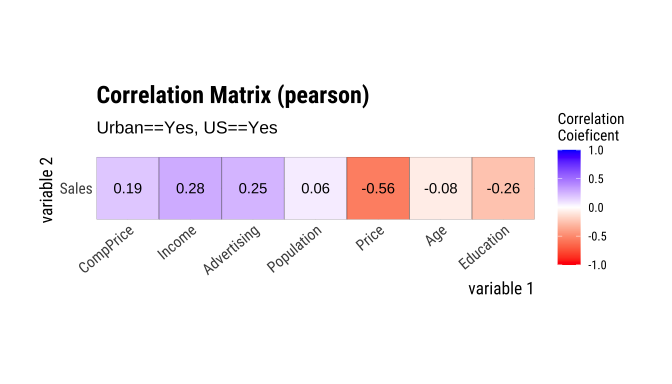 Correlation Matrix (pearson)
Urban==Yes, US==Yes
Correlation
Coieficent
1.0
0.5
0.0
-0.5
-1.0
variable 2
Sales
0.19
0.28
0.25
0.06
-0.56
-0.08
-0.26
CompPrice
Income
Advertising
Population
Price
Age
Education
variable 1